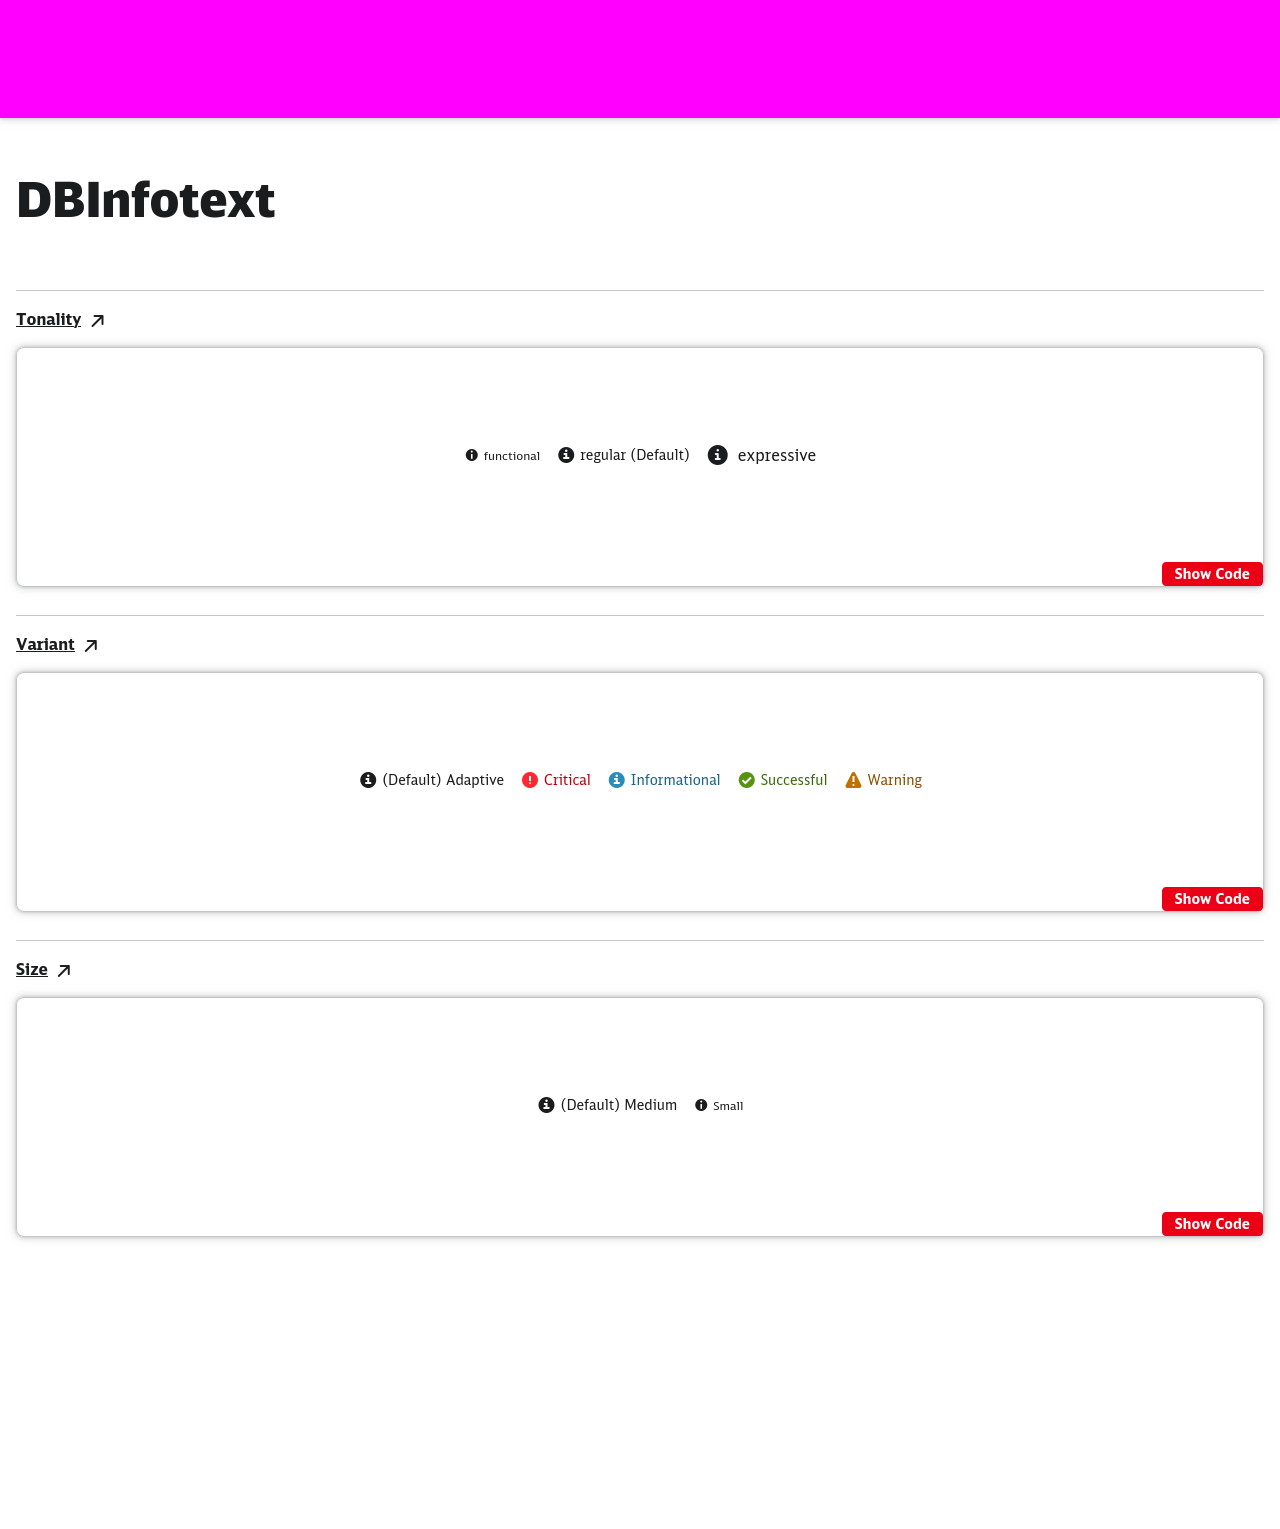 DBInfotext
Tonality
functional regular (Default) expressive
Show Code
Variant
(Default) Adaptive Critical Informational Successful Warning
Show Code
Size
(Default) Medium Small
Show Code